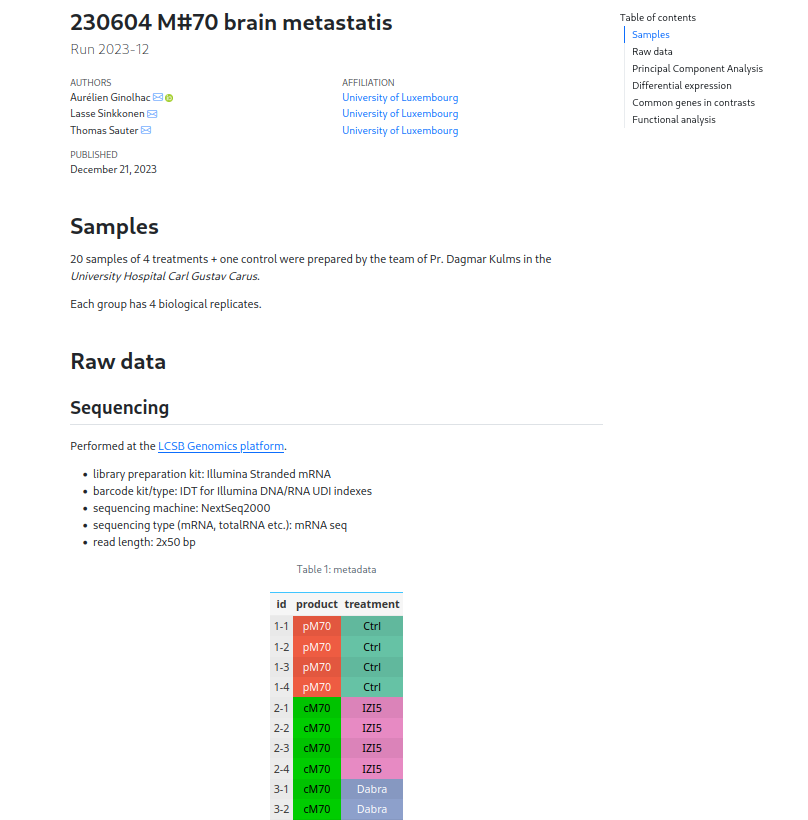 230604 M#70 brain metastatis
Run 2023-12
AUTHORS
Aurélien Ginolhac
Lasse Sinkkonen
Thomas Sauter
AFFILIATION
University of Luxembourg
University of Luxembourg
University of Luxembourg
PUBLISHED
December 21, 2023
Table of contents
Samples
Raw data
Principal Component Analysis
Differential expression
Common genes in contrasts
Functional analysis
Samples
20 samples of 4 treatments + one control were prepared by the team of Pr. Dagmar Kulms in the
University Hospital Carl Gustav Carus.
Each group has 4 biological replicates.
Raw data
Sequencing
Performed at the LCSB Genomics platform.
• library preparation kit: Illumina Stranded mRNA
• barcode kit/type: IDT for Illumina DNA/RNA UDI indexes
• sequencing machine: NextSeq2000
• sequencing type (mRNA, totalRNA etc.): mRNA seq
• read length: 2x50 bp
Table 1: metadata
id product treatment
1-1 pM70 Ctrl
1-2 pM70 Ctrl
1-3 pM70 Ctrl
1-4 pM70 Ctrl
2-1 cM70 IZI5
2-2 cM70 IZI5
2-3 cM70 IZI5
2-4 cM70 IZI5
3-1 cM70 Dabra
3-2 cM70 Dabra